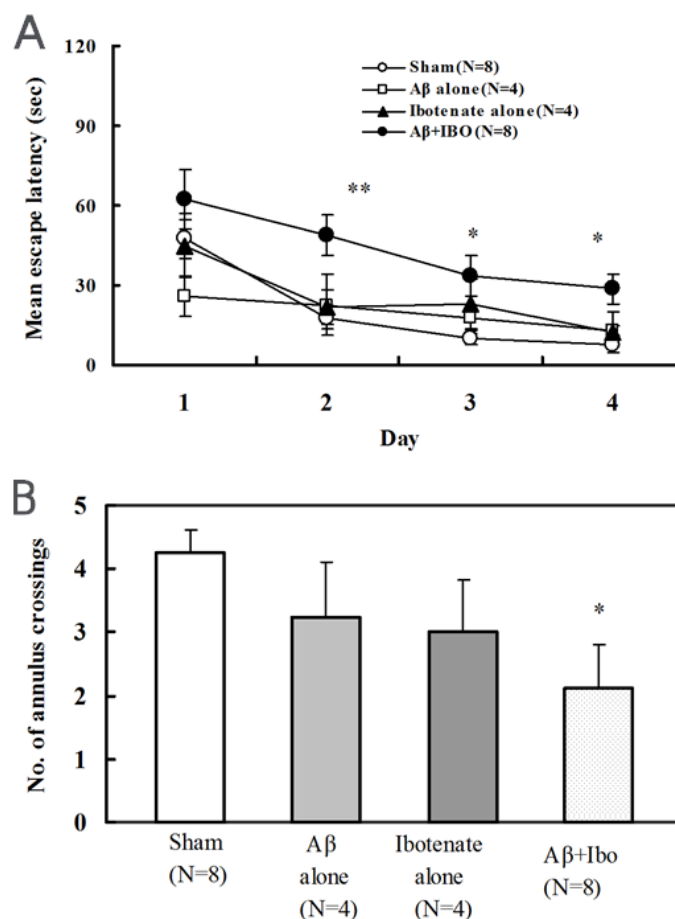 A
Mean escape latency (sec)
120
90
60
30
0
Sham(N=8)
Aβ alone(N=4)
Ibotenate alone(N=4)
Aβ+IBO(N=8)
**
*
*
1 2 3 4
Day
B
No. of annulus crossings
5
4
3
2
1
0
*
Sham
(N=8)
Aβ
alone
(N=4)
Ibotenate
alone
(N=4)
Aβ+Ibo
(N=8)